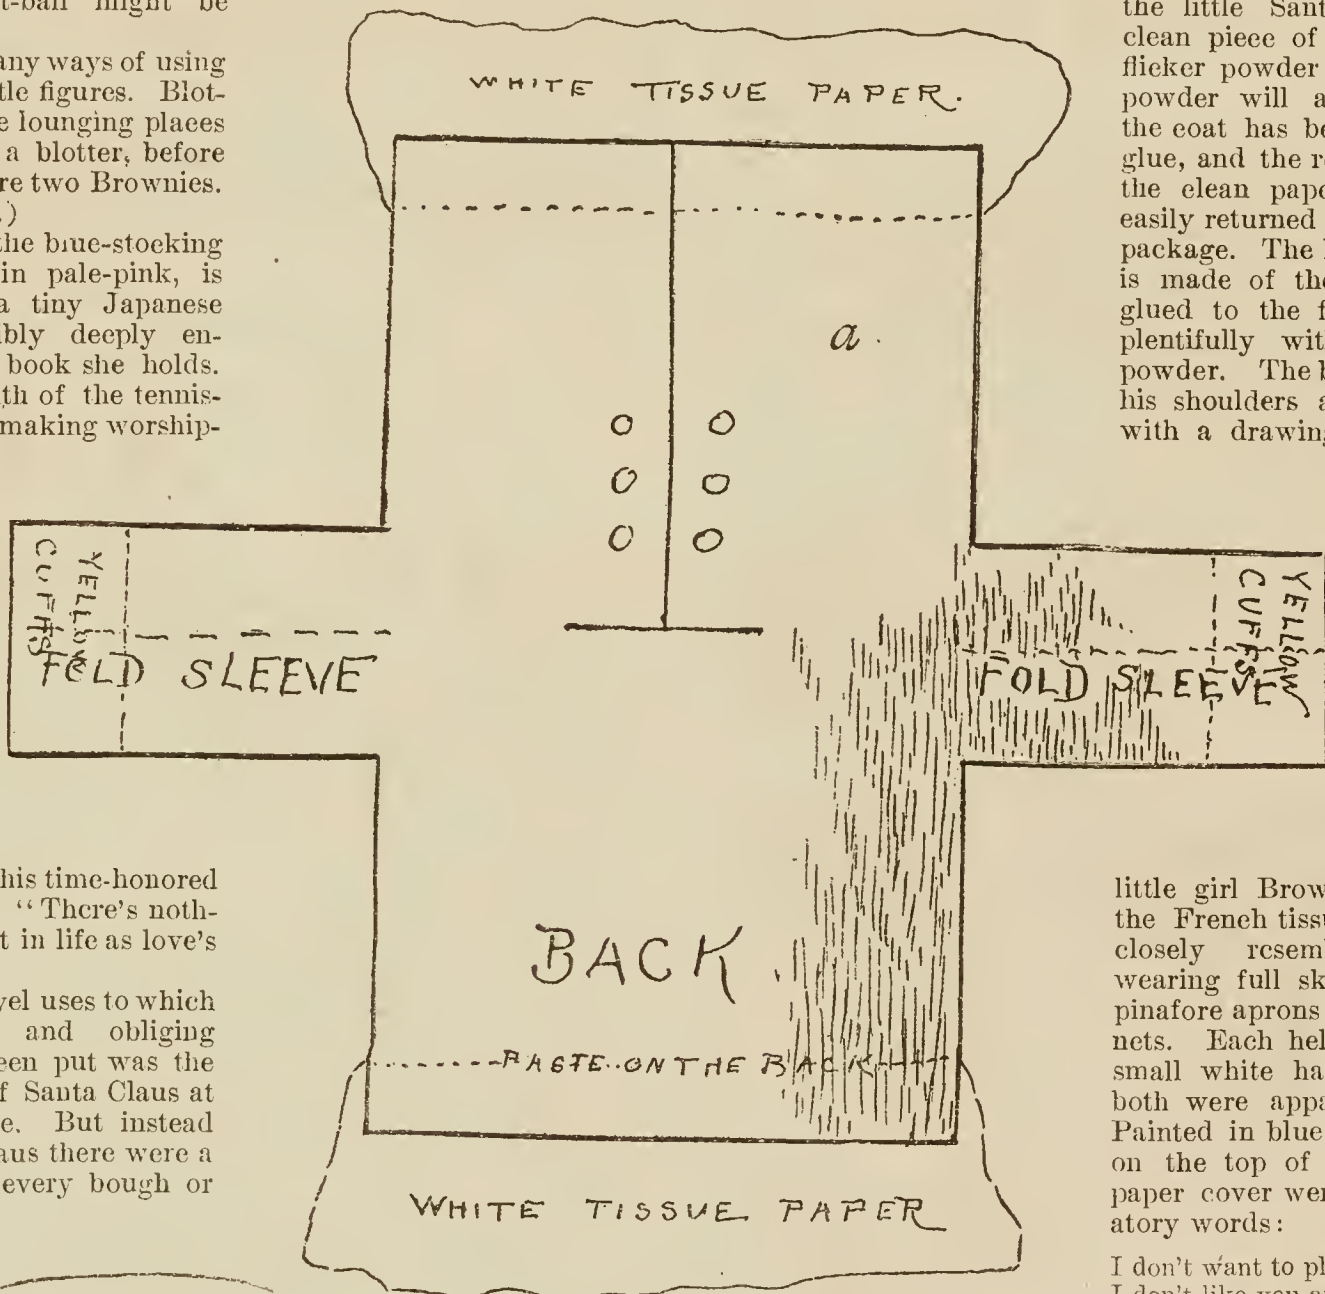 t-ball might be
any ways of using
tle figures. Blot-
e lounging places
a blotter, before
re two Brownies.
.)
the blue-stocking
in pale-pink, is
a tiny Japanese
ibly deeply en-
book she holds.
th of the tennis-
making worship-
WHITE TISSUE PAPER.
a.
YELLOW
CUFFS
FOLD SLEEVE
FOLD SLEEVE
YELLOW
CUFFS
BACK.
PASTE ON THE BACK
WHITE TISSUE PAPER
his time-honored
“There's noth-
t in life as love's
vel uses to which
and obliging
een put was the
f Santa Claus at
e. But instead
aus there were a
every bough or
the little Sant
clean piece of
flicker powder
powder will a
the coat has be
glue, and the r
the clean pape
easily returned
package. The
is made of the
glued to the f
plentifully wit
powder. The b
his shoulders a
with a drawing
little girl Brow
the French tissu
closely resem
wearing full sk
pinafore aprons
nets. Each hel
small white ha
both were appa
Painted in blue
on the top of
paper cover wer
atory words:
I don't want to pl
I don't like you a